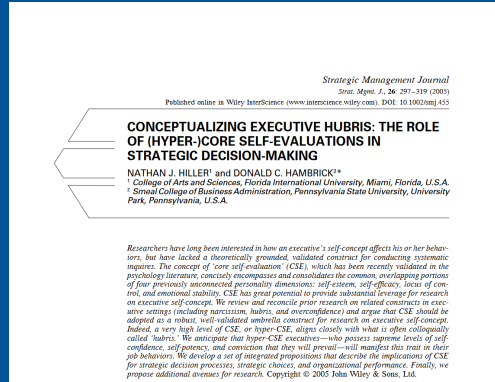 Strategic Management Journal
Strat. Mgmt. J., 26: 297–319 (2005)
Published online in Wiley InterScience (www.interscience.wiley.com). DOI: 10.1002/smj.455
CONCEPTUALIZING EXECUTIVE HUBRIS: THE ROLE
OF (HYPER-)CORE SELF-EVALUATIONS IN
STRATEGIC DECISION-MAKING
NATHAN J. HILLER¹ and DONALD C. HAMBRICK²*
¹ College of Arts and Sciences, Florida International University, Miami, Florida, U.S.A.
² Smeal College of Business Administration, Pennsylvania State University, University
Park, Pennsylvania, U.S.A.
Researchers have long been interested in how an executive's self-concept affects his or her behav-
iors, but have lacked a theoretically grounded, validated construct for conducting systematic
inquires. The concept of 'core self-evaluation' (CSE), which has been recently validated in the
psychology literature, concisely encompasses and consolidates the common, overlapping portions
of four previously unconnected personality dimensions: self-esteem, self-efficacy, locus of con-
trol, and emotional stability. CSE has great potential to provide substantial leverage for research
on executive self-concept. We review and reconcile prior research on related constructs in exec-
utive settings (including narcissism, hubris, and overconfidence) and argue that CSE should be
adopted as a robust, well-validated umbrella construct for research on executive self-concept.
Indeed, a very high level of CSE, or hyper-CSE, aligns closely with what is often colloquially
called 'hubris.' We anticipate that hyper-CSE executives—who possess supreme levels of self-
confidence, self-potency, and conviction that they will prevail—will manifest this trait in their
job behaviors. We develop a set of integrated propositions that describe the implications of CSE
for strategic decision processes, strategic choices, and organizational performance. Finally, we
propose additional avenues for research. Copyright © 2005 John Wiley & Sons, Ltd.